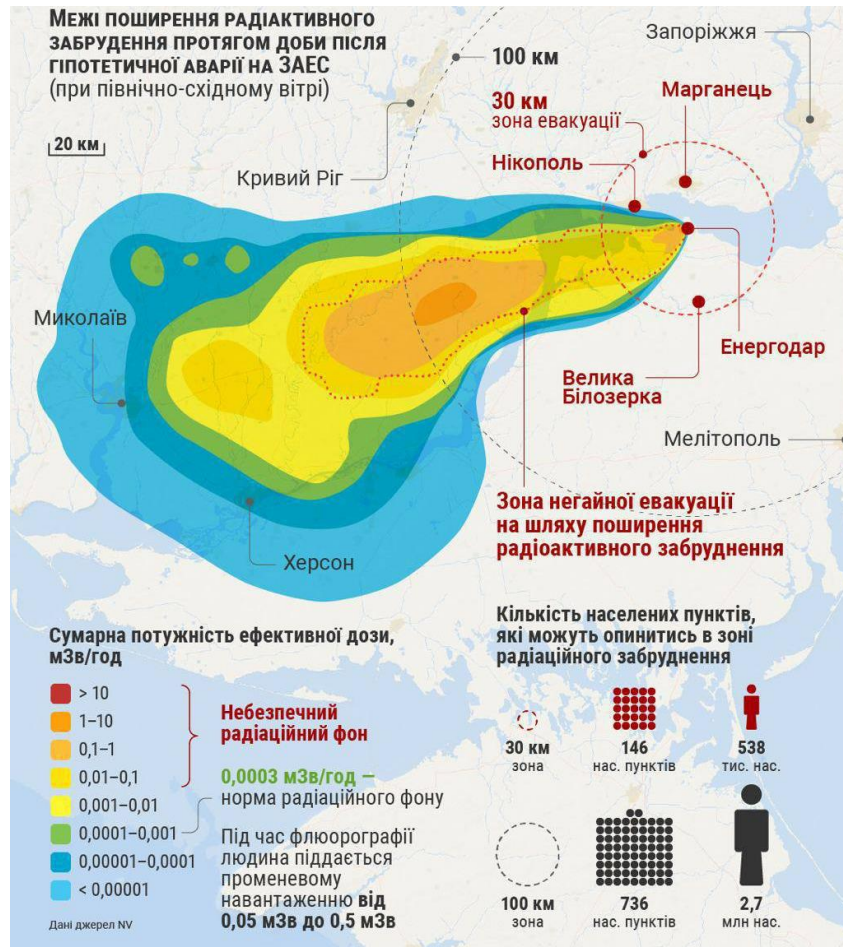 Межі поширення радіактивного
забрудення протягом доби після
гіпотетичної аварії на ЗАЕС
(при північно-східному вітрі)
20 км
100 км
30 км
зона евакуації
Запоріжжя
Марганець
Нікополь
Кривий Ріг
Миколаїв
Енергодар
Велика
Білозерка
Мелітополь
Зона негайної евакуації
на шляху поширення
радіоактивного забруднення
Херсон
Сумарна потужність ефективної дози,
мЗв/год
> 10
1–10
0,1–1
0,01–0,1
0,001–0,01
0,0001–0,001
0,00001–0,0001
< 0,00001
Небезпечний
радіаційний фон
0,0003 мЗв/год —
норма радіаційного фону
Під час флюорографії
людина піддається
променевому
навантаженню від
0,05 мЗв до 0,5 мЗв
Дані джерел NV
Кількість населених пунктів,
які можуть опинитись в зоні
радіаційного забруднення
30 км
зона
146
нас. пунктів
538
тис. нас.
100 км
зона
736
нас. пунктів
2,7
млн нас.